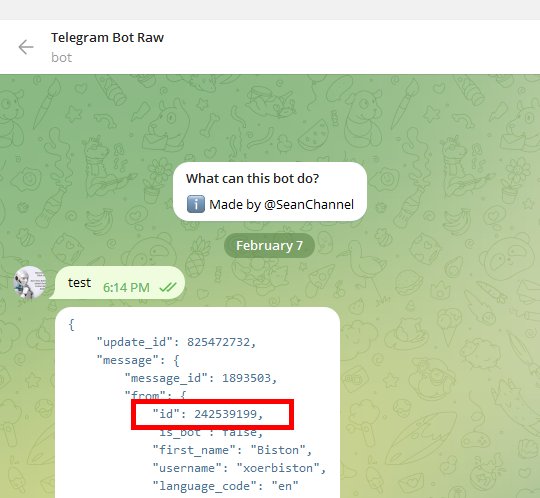 Telegram Bot Raw
bot
What can this bot do?
Made by @SeanChannel
February 7
test 6:14 PM
{
"update_id": 825472732,
"message": {
"message_id": 1893503,
"from": {
"id": 242539199,
"is_bot": false,
"first_name": "Biston",
"username": "xoerbiston",
"language_code": "en"